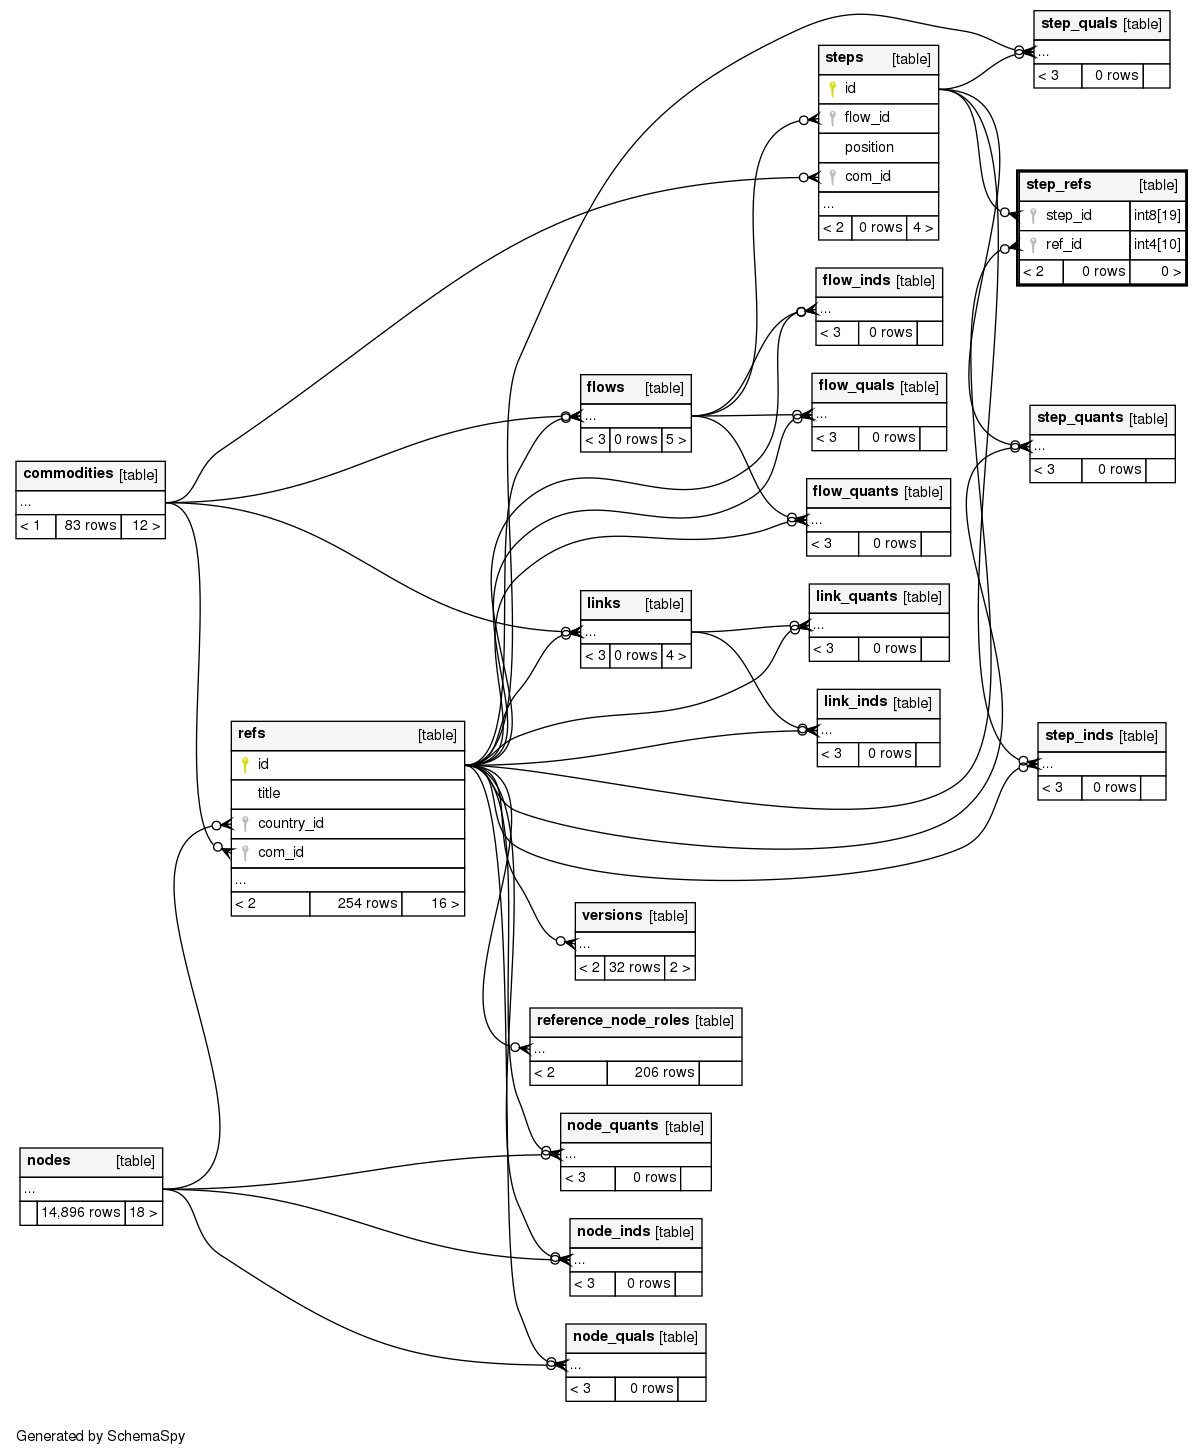 step_quals [table]
...
< 3 0 rows
steps [table]
id
flow_id
position
com_id
...
< 2 0 rows 4 >
step_refs [table]
step_id int8[19]
ref_id int4[10]
< 2 0 rows 0 >
flow_inds [table]
...
< 3 0 rows
flows [table]
...
< 3 0 rows 5 >
flow_quals [table]
...
< 3 0 rows
step_quants [table]
...
< 3 0 rows
commodities [table]
...
< 1 83 rows 12 >
flow_quants [table]
...
< 3 0 rows
links [table]
...
< 3 0 rows 4 >
link_quants [table]
...
< 3 0 rows
link_inds [table]
...
< 3 0 rows
refs [table]
id
title
country_id
com_id
...
< 2 254 rows 16 >
step_inds [table]
...
< 3 0 rows
versions [table]
...
< 2 32 rows 2 >
reference_node_roles [table]
...
< 2 206 rows
node_quants [table]
...
< 3 0 rows
nodes [table]
...
14,896 rows 18 >
node_inds [table]
...
< 3 0 rows
node_quals [table]
...
< 3 0 rows
Generated by SchemaSpy